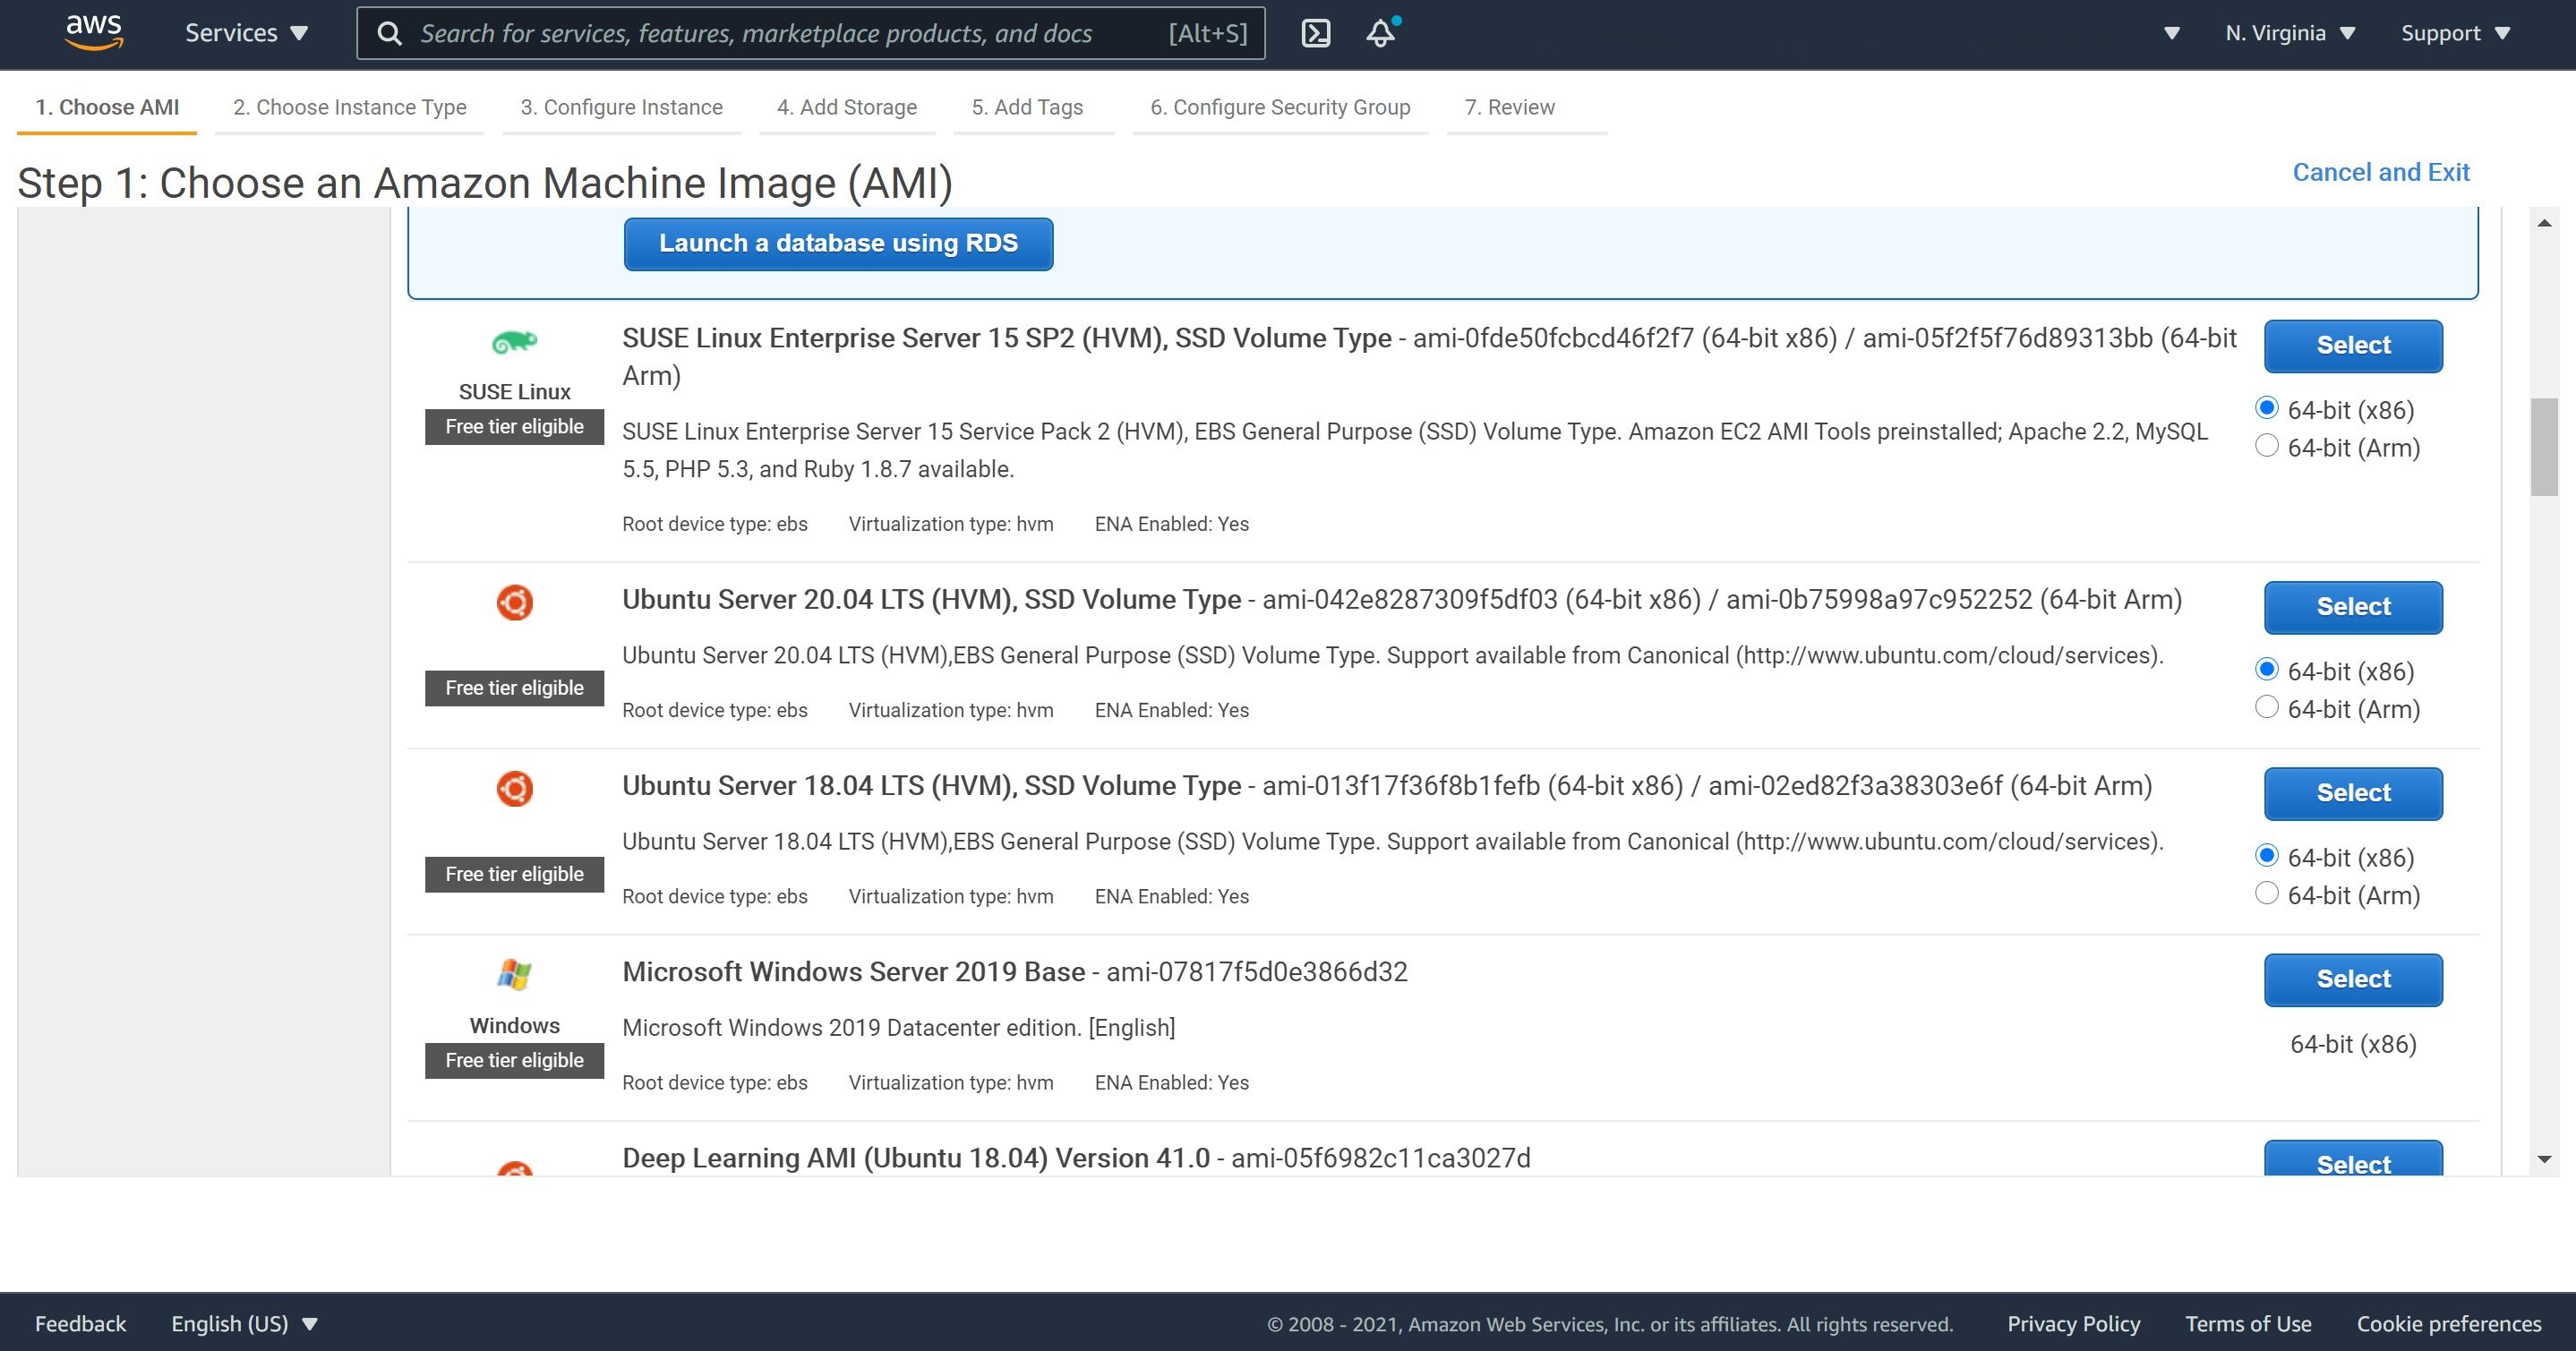 aws Services Search for services, features, marketplace products, and docs [Alt+S] N. Virginia Support
1. Choose AMI 2. Choose Instance Type 3. Configure Instance 4. Add Storage 5. Add Tags 6. Configure Security Group 7. Review
Step 1: Choose an Amazon Machine Image (AMI) Cancel and Exit
Launch a database using RDS
SUSE Linux
Free tier eligible
SUSE Linux Enterprise Server 15 SP2 (HVM), SSD Volume Type - ami-0fde50fcbcd46f2f7 (64-bit x86) / ami-05f2f5f76d89313bb (64-bit
Arm)
SUSE Linux Enterprise Server 15 Service Pack 2 (HVM), EBS General Purpose (SSD) Volume Type. Amazon EC2 AMI Tools preinstalled; Apache 2.2, MySQL
5.5, PHP 5.3, and Ruby 1.8.7 available.
Root device type: ebs Virtualization type: hvm ENA Enabled: Yes
Select
64-bit (x86)
64-bit (Arm)
Free tier eligible
Ubuntu Server 20.04 LTS (HVM), SSD Volume Type - ami-042e8287309f5df03 (64-bit x86) / ami-0b75998a97c952252 (64-bit Arm)
Ubuntu Server 20.04 LTS (HVM),EBS General Purpose (SSD) Volume Type. Support available from Canonical (http://www.ubuntu.com/cloud/services).
Root device type: ebs Virtualization type: hvm ENA Enabled: Yes
Select
64-bit (x86)
64-bit (Arm)
Free tier eligible
Ubuntu Server 18.04 LTS (HVM), SSD Volume Type - ami-013f17f36f8b1fefb (64-bit x86) / ami-02ed82f3a38303e6f (64-bit Arm)
Ubuntu Server 18.04 LTS (HVM),EBS General Purpose (SSD) Volume Type. Support available from Canonical (http://www.ubuntu.com/cloud/services).
Root device type: ebs Virtualization type: hvm ENA Enabled: Yes
Select
64-bit (x86)
64-bit (Arm)
Windows
Free tier eligible
Microsoft Windows Server 2019 Base - ami-07817f5d0e3866d32
Microsoft Windows 2019 Datacenter edition. [English]
Root device type: ebs Virtualization type: hvm ENA Enabled: Yes
Select
64-bit (x86)
Deep Learning AMI (Ubuntu 18.04) Version 41.0 - ami-05f6982c11ca3027d
Select
Feedback English (US) © 2008 - 2021, Amazon Web Services, Inc. or its affiliates. All rights reserved. Privacy Policy Terms of Use Cookie preferences